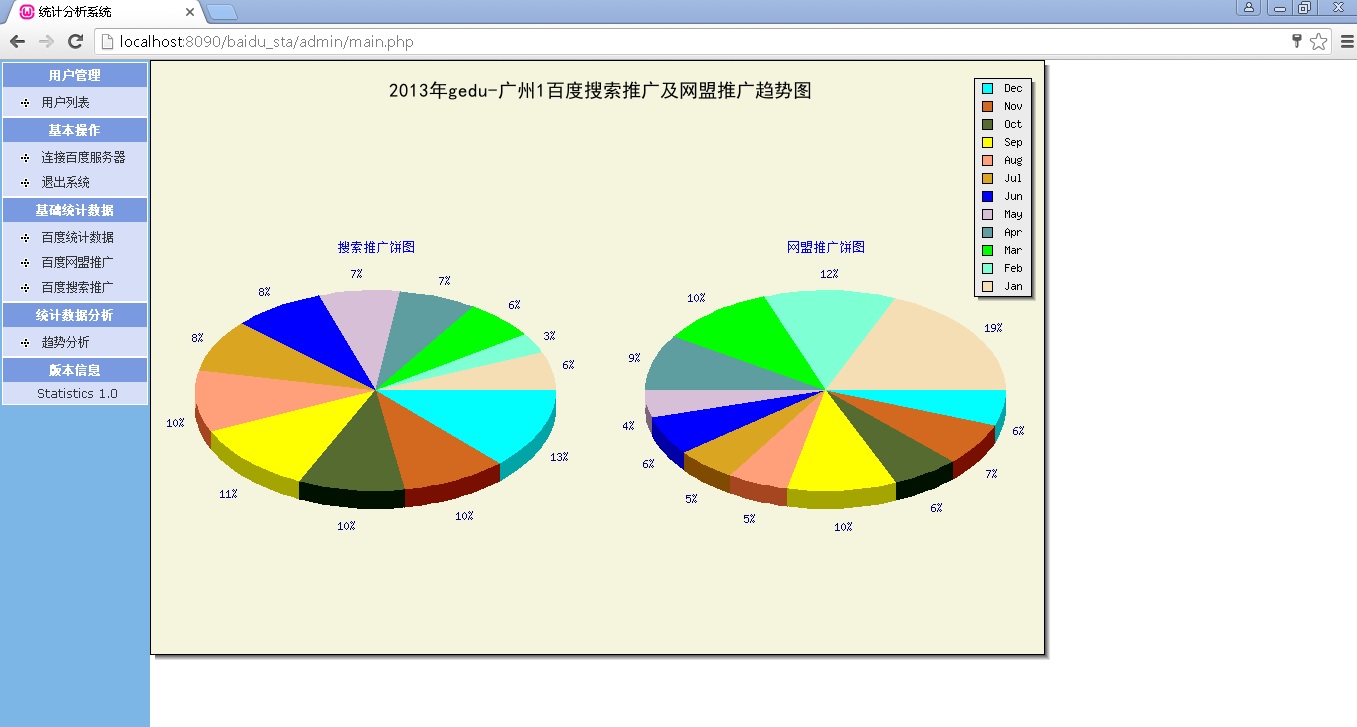 统计分析系统
localhost:8090/baidu_sta/admin/main.php
用户管理
用户列表
基本操作
连接百度服务器
退出系统
基础统计数据
百度统计数据
百度网盟推广
百度搜索推广
统计数据分析
趋势分析
版本信息
Statistics 1.0
2013年gedu-广州1百度搜索推广及网盟推广趋势图
Dec
Nov
Oct
Sep
Aug
Jul
Jun
May
Apr
Mar
Feb
Jan
搜索推广饼图
7%
7%
8%
6%
8%
3%
6%
10%
13%
11%
10%
10%
网盟推广饼图
12%
10%
19%
9%
4%
6%
6%
7%
5%
6%
5%
10%